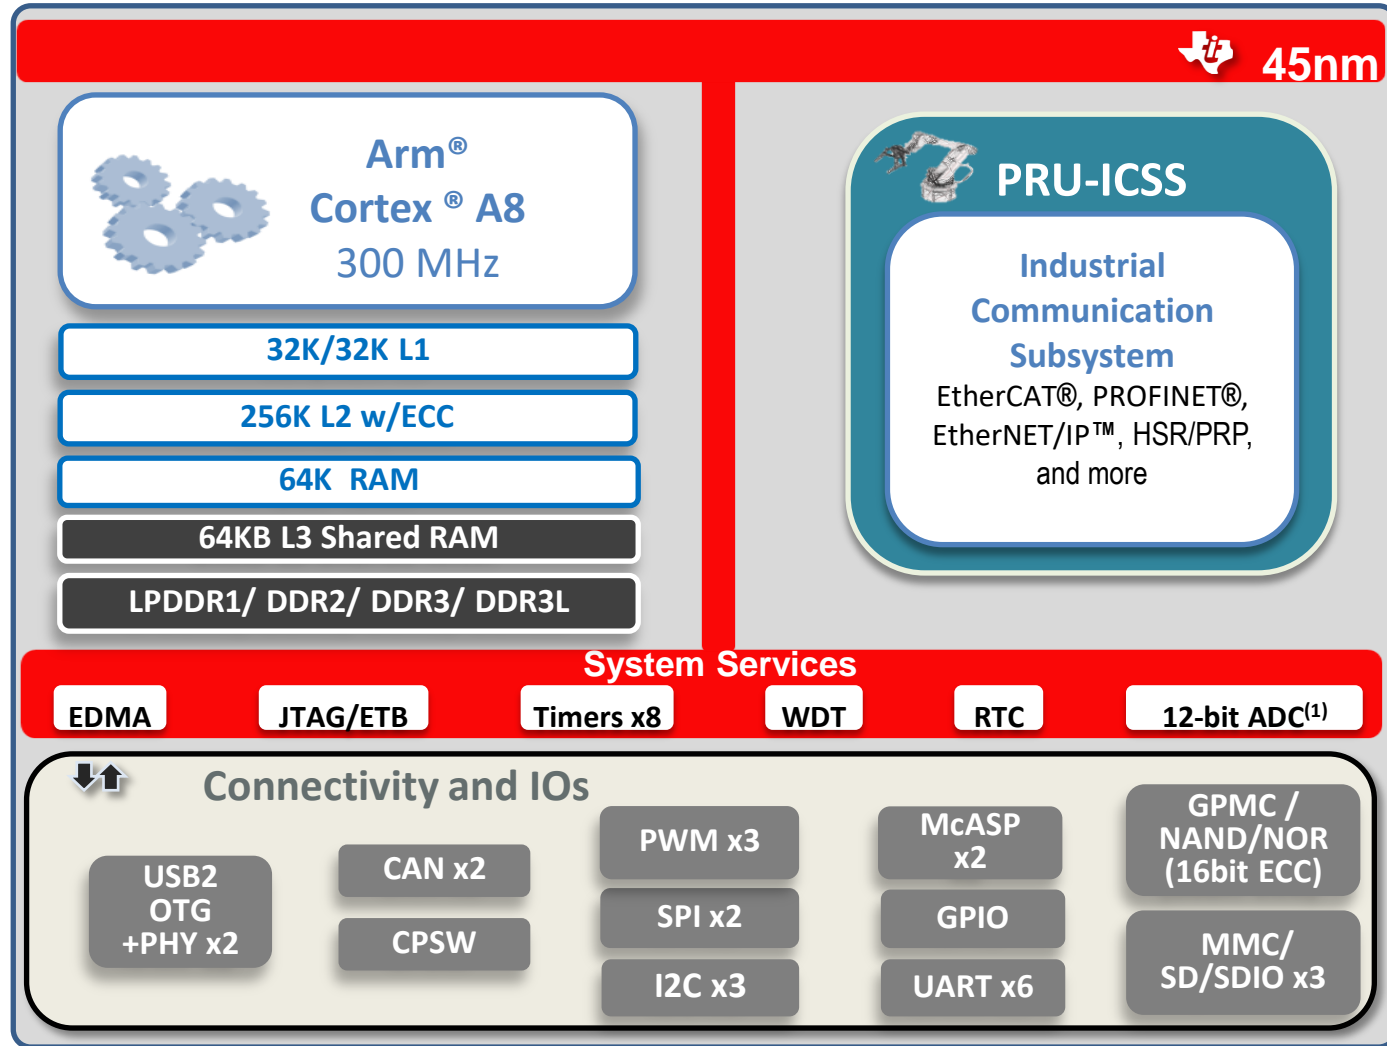 45nm
Arm®
Cortex ® A8
300 MHz
32K/32K L1
256K L2 w/ECC
64K RAM
64KB L3 Shared RAM
LPDDR1/ DDR2/ DDR3/ DDR3L
PRU-ICSS
Industrial
Communication
Subsystem
EtherCAT®, PROFINET®,
EtherNET/IP™, HSR/PRP,
and more
System Services
EDMA
JTAG/ETB
Timers x8
WDT
RTC
12-bit ADC(1)
Connectivity and IOs
USB2
OTG
+PHY x2
CAN x2
CPSW
PWM x3
SPI x2
I2C x3
McASP
x2
GPIO
UART x6
GPMC /
NAND/NOR
(16bit ECC)
MMC/
SD/SDIO x3